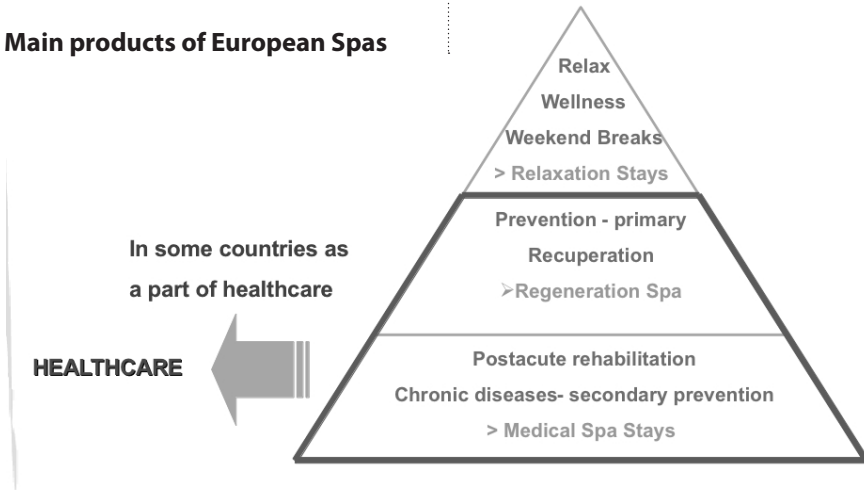 Main products of European Spas
Relax
Wellness
Weekend Breaks
> Relaxation Stays
Prevention - primary
Recuperation
➢Regeneration Spa
In some countries as
a part of healthcare
HEALTHCARE
Postacute rehabilitation
Chronic diseases- secondary prevention
> Medical Spa Stays